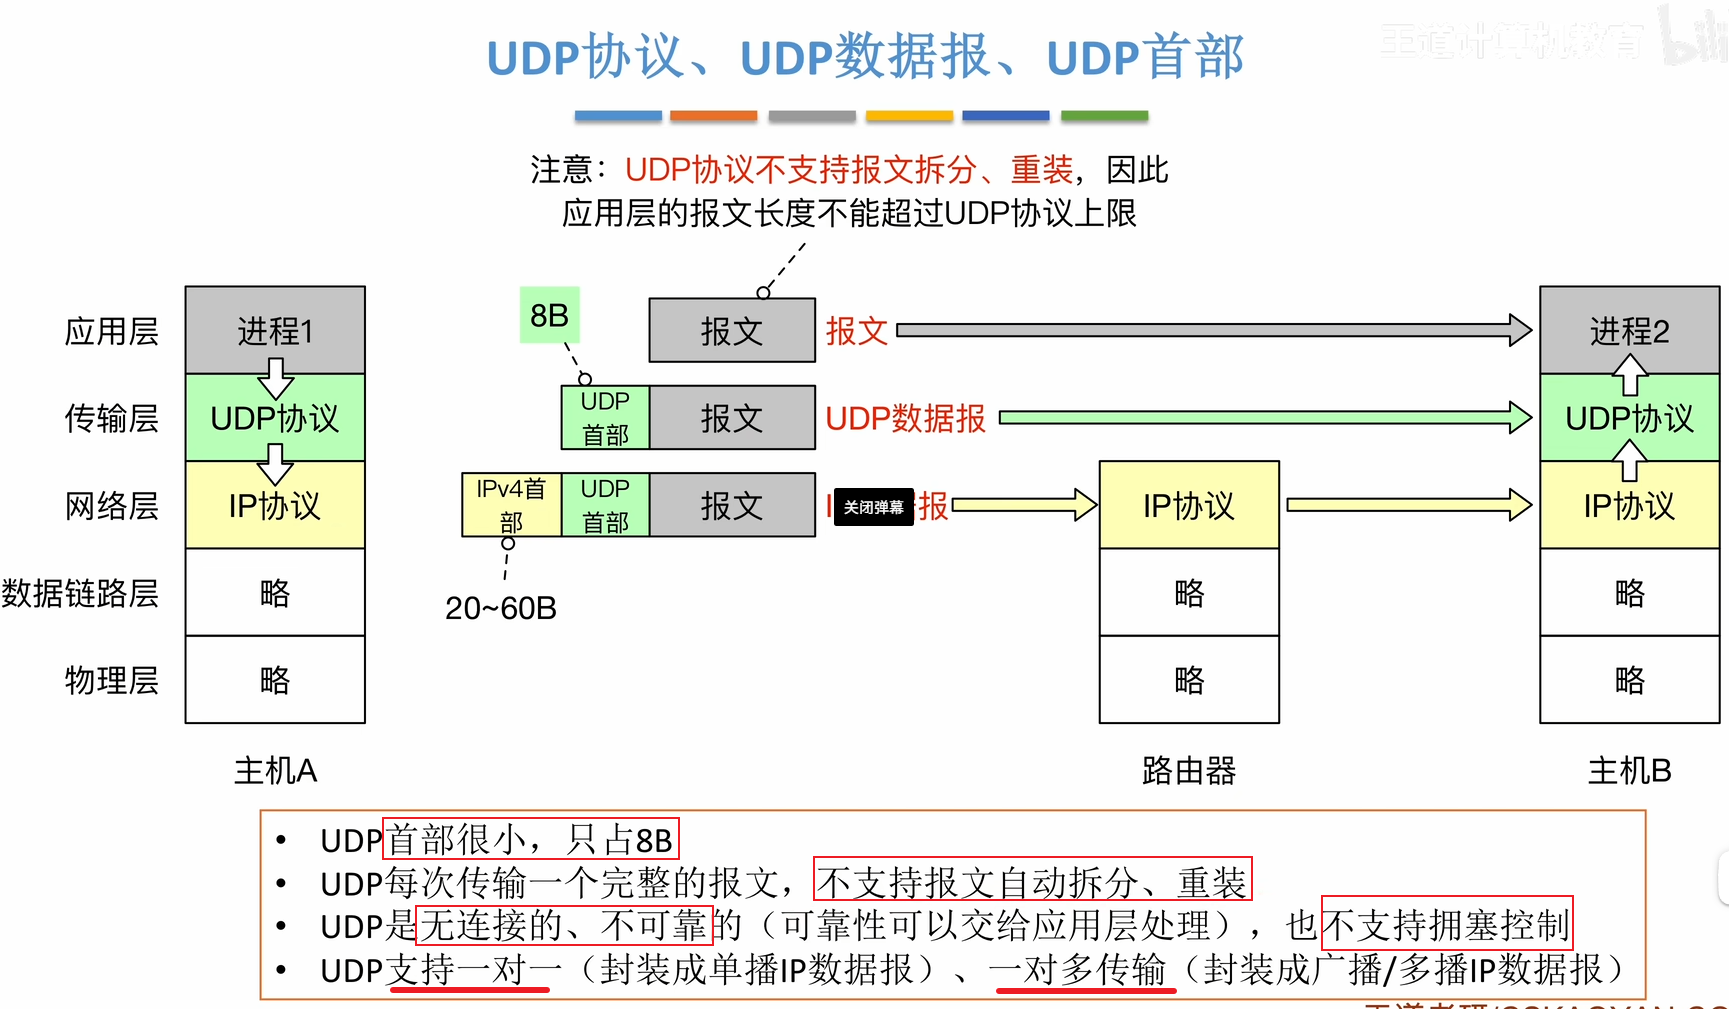 王道计算机教育
UDP协议、UDP数据报、UDP首部
注意：UDP协议不支持报文拆分、重装，因此
应用层的报文长度不能超过UDP协议上限
应用层
进程1
8B
报文
报文
进程2
传输层
UDP协议
UDP
首部
报文
UDP数据报
UDP协议
网络层
IP协议
IPv4首
部
UDP
首部
报文
关闭弹幕
报
IP协议
IP协议
数据链路层
略
20~60B
略
略
物理层
略
略
略
主机A
路由器
主机B
• UDP首部很小，只占8B
• UDP每次传输一个完整的报文，不支持报文自动拆分、重装
• UDP是无连接的、不可靠的（可靠性可以交给应用层处理），也不支持拥塞控制
• UDP支持一对一（封装成单播IP数据报）、一对多传输（封装成广播/多播IP数据报）